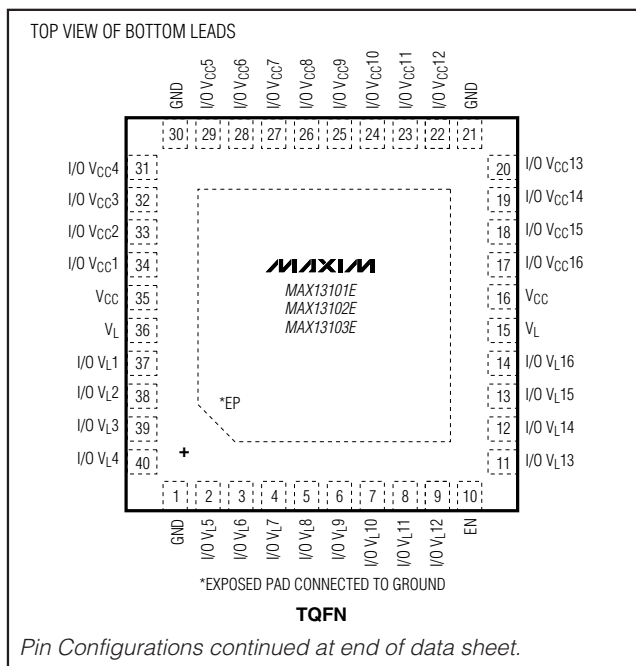 TOP VIEW OF BOTTOM LEADS
GND
I/O VCC5
I/O VCC6
I/O VCC7
I/O VCC8
I/O VCC9
I/O VCC10
I/O VCC11
I/O VCC12
GND
30 29 28 27 26 25 24 23 22 21
I/O VCC4 31
I/O VCC3 32
I/O VCC2 33
I/O VCC1 34
VCC 35
VL 36
I/O VL1 37
I/O VL2 38
I/O VL3 39
I/O VL4 40
MAXIM
MAX13101E
MAX13102E
MAX13103E
*EP
+
20 I/O VCC13
19 I/O VCC14
18 I/O VCC15
17 I/O VCC16
16 VCC
15 VL
14 I/O VL16
13 I/O VL15
12 I/O VL14
11 I/O VL13
1 2 3 4 5 6 7 8 9 10
GND
I/O VL5
I/O VL6
I/O VL7
I/O VL8
I/O VL9
I/O VL10
I/O VL11
I/O VL12
EN
*EXPOSED PAD CONNECTED TO GROUND
TQFN
Pin Configurations continued at end of data sheet.